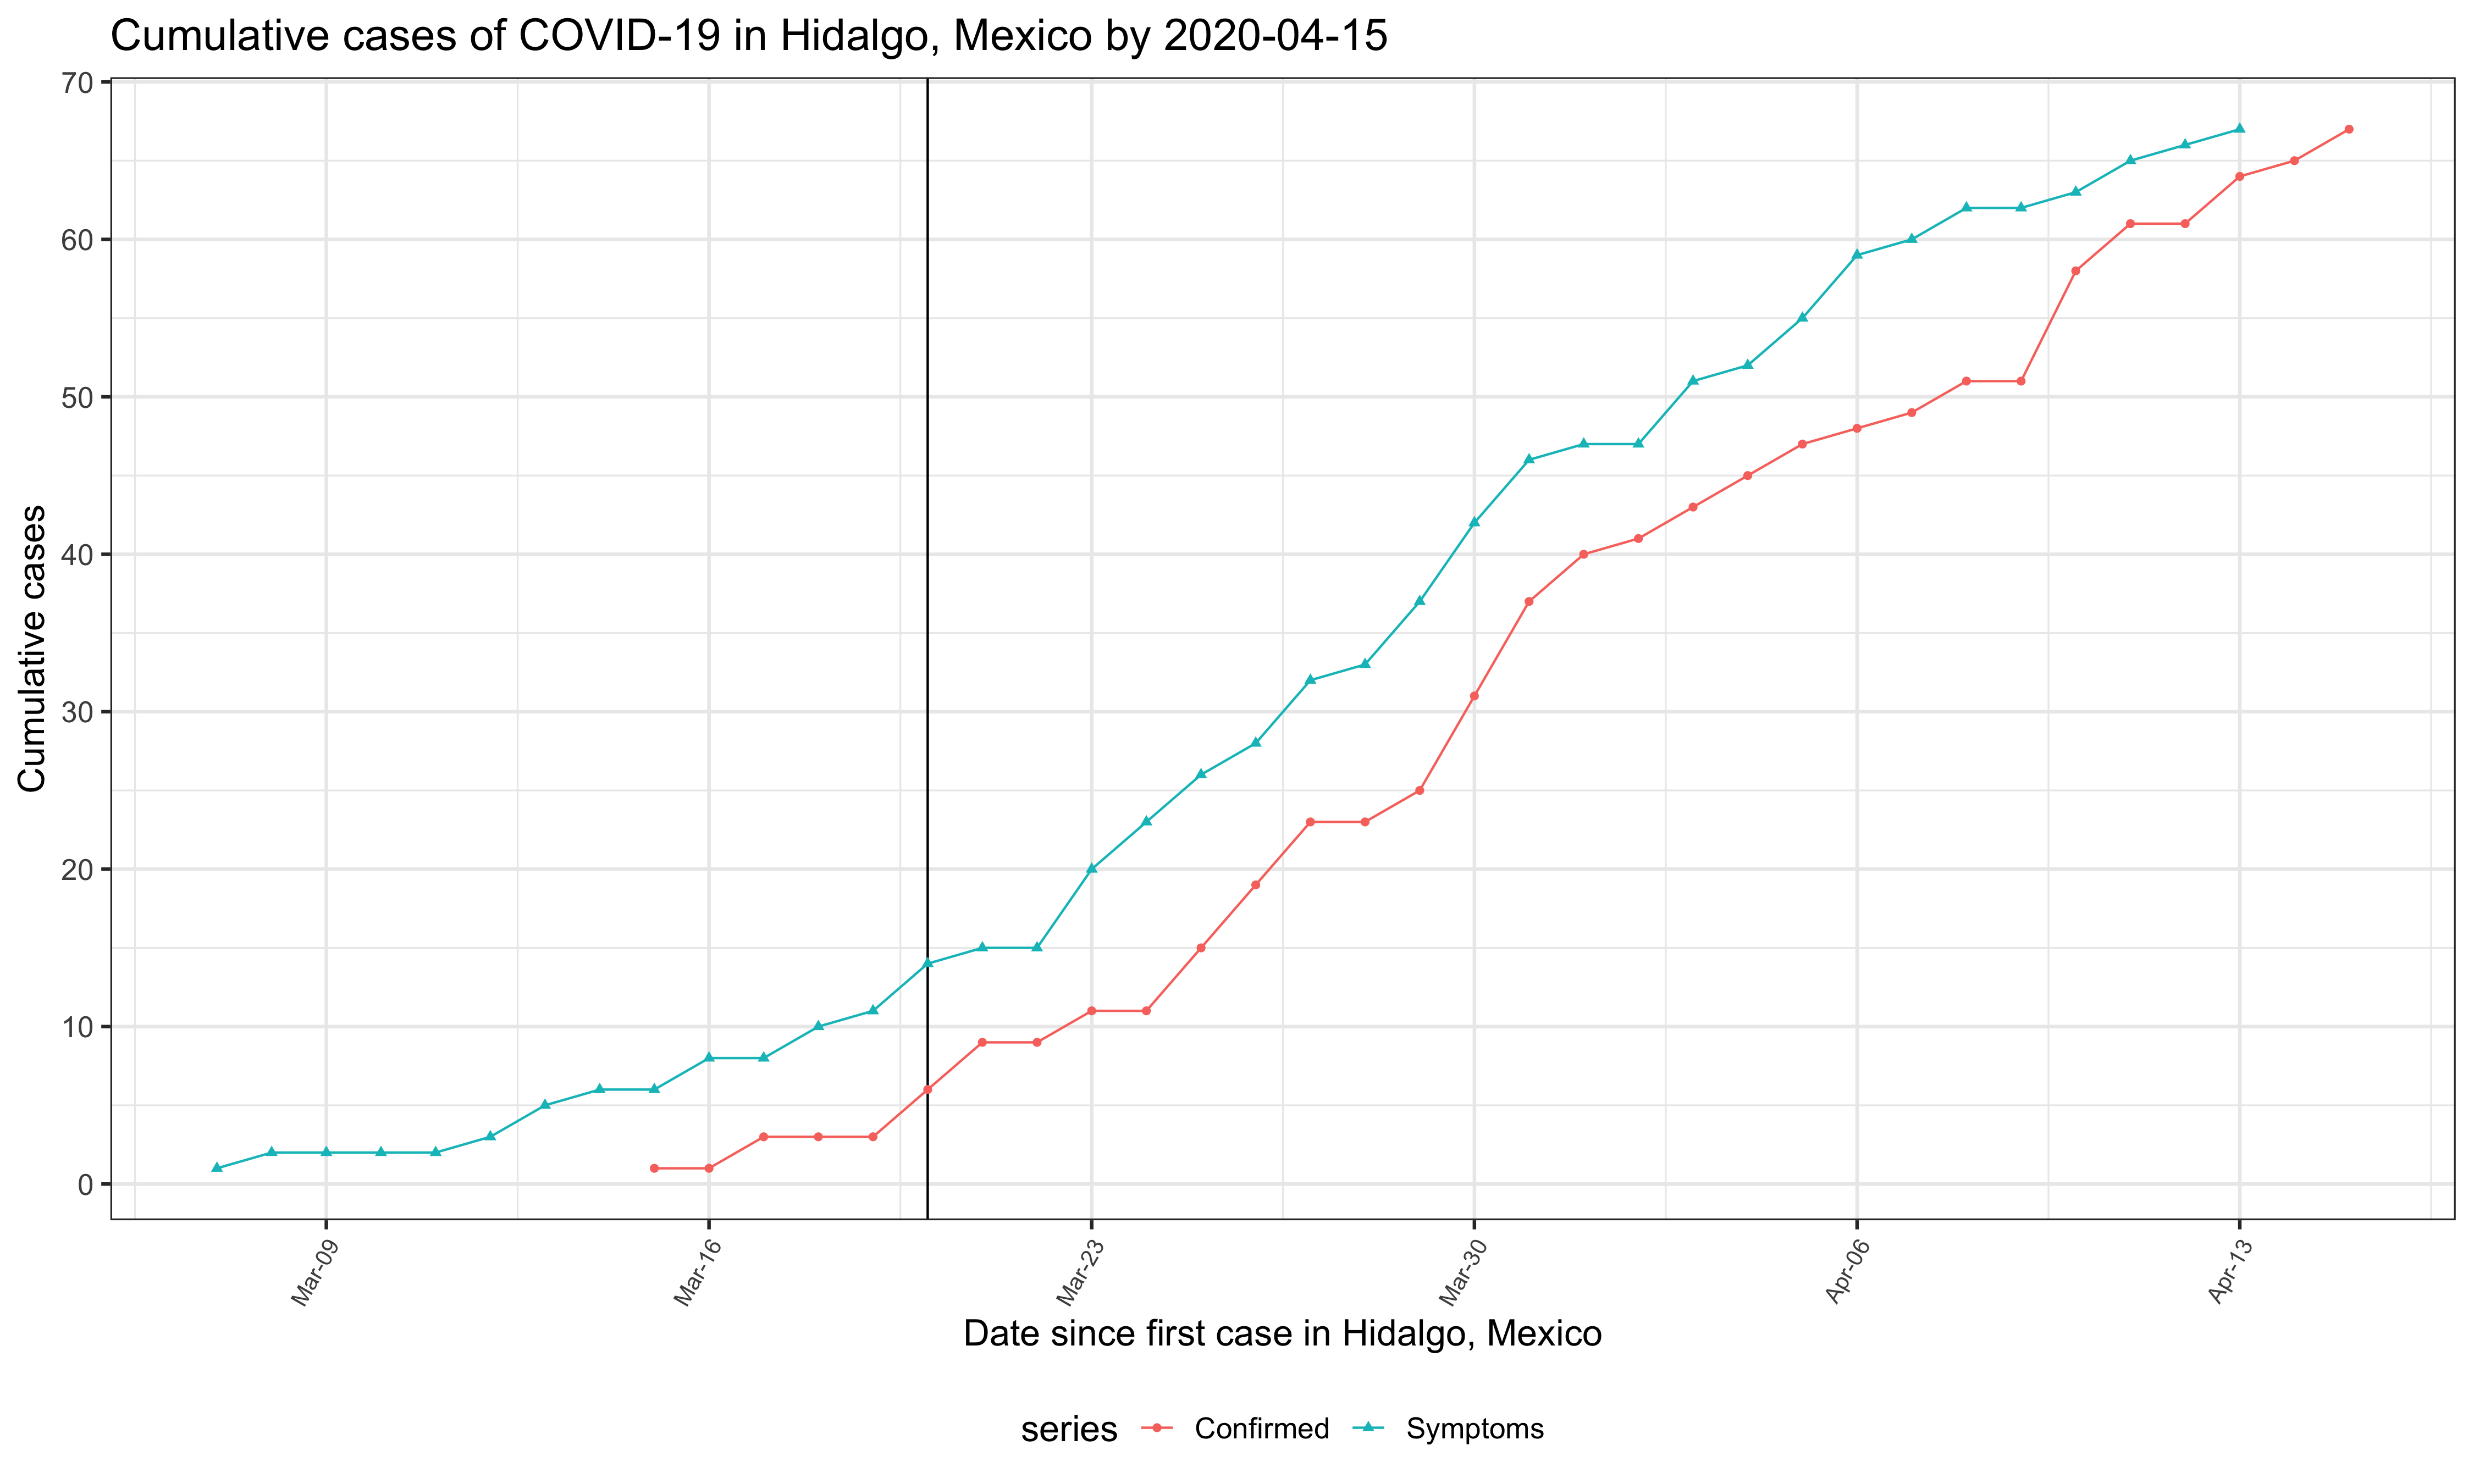 Cumulative cases of COVID-19 in Hidalgo, Mexico by 2020-04-15
70
60
50
40
30
20
10
0
Cumulative cases
Mar-09
Mar-16
Mar-23
Mar-30
Apr-06
Apr-13
Date since first case in Hidalgo, Mexico
series Confirmed Symptoms